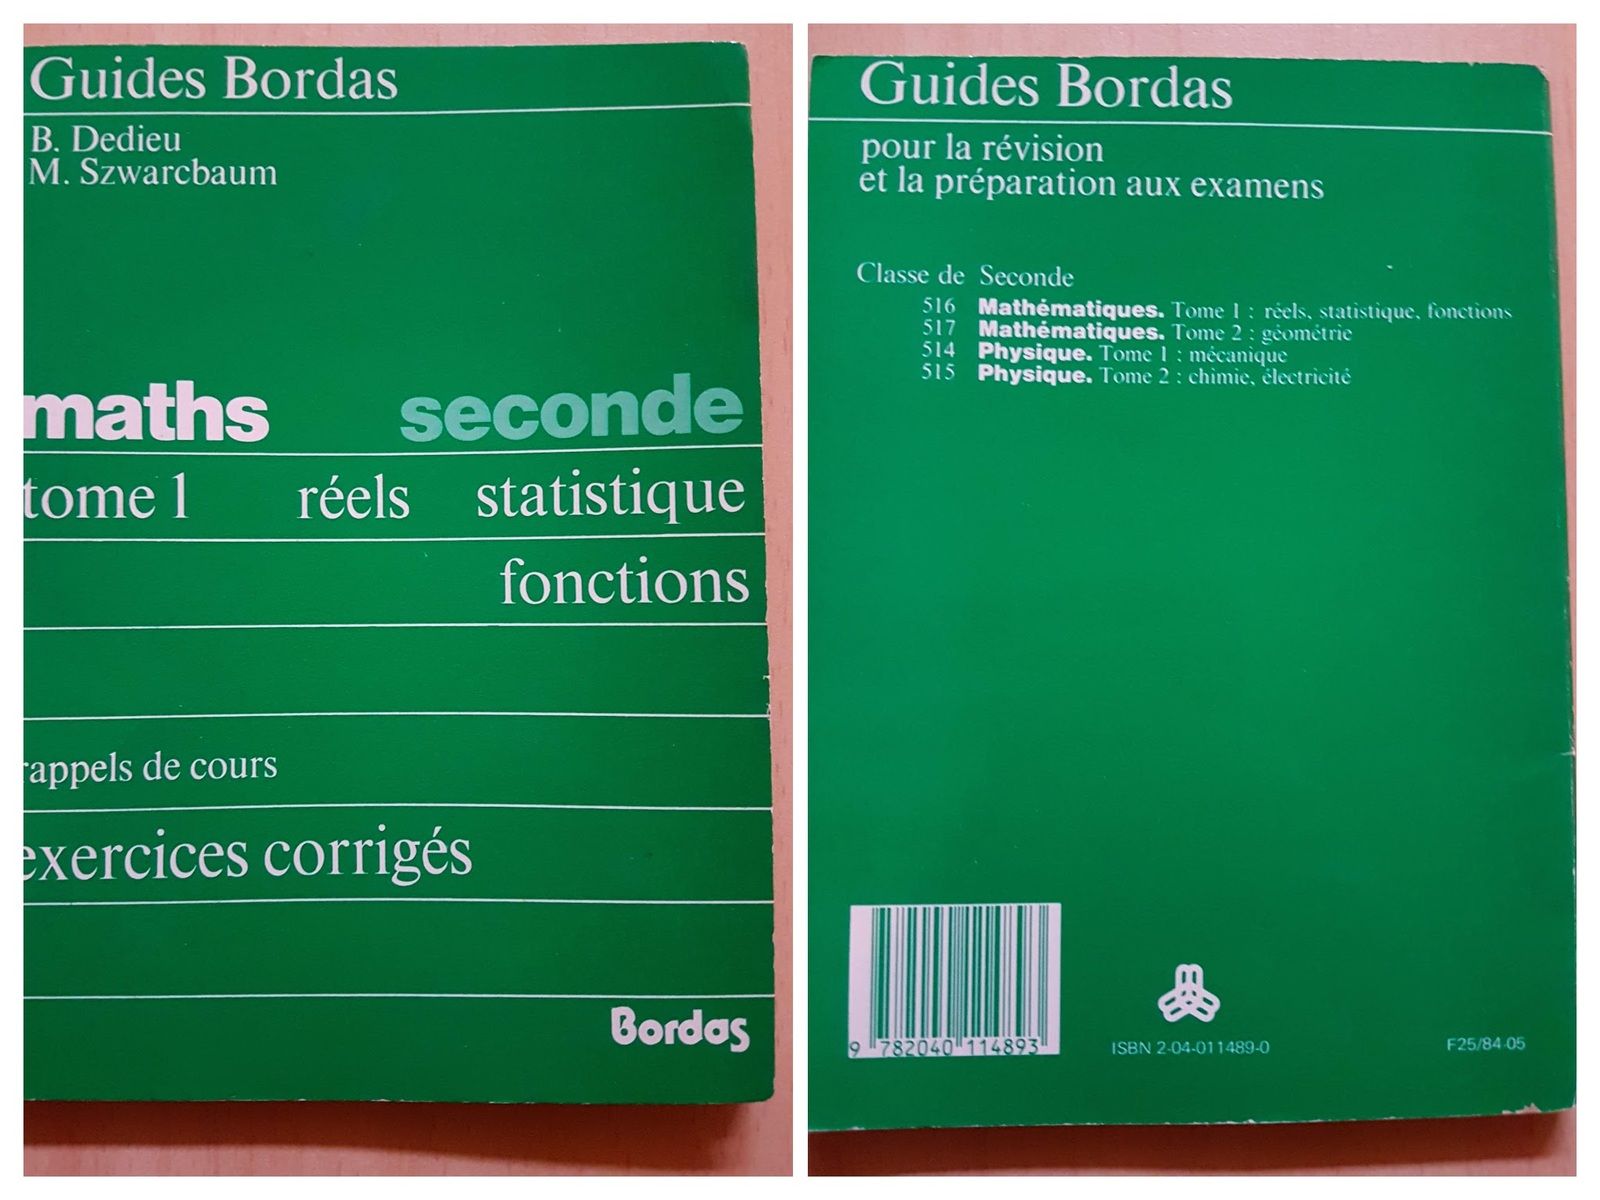 Guides Bordas
B. Dedieu
M. Szwarcbaum
maths seconde
tome 1 réels statistique
fonctions
rappels de cours
exercices corrigés
Bordas
Guides Bordas
pour la révision
et la préparation aux examens
Classe de Seconde
516 Mathématiques. Tome 1 : réels, statistique, fonctions
517 Mathématiques. Tome 2 : géométrie
514 Physique. Tome 1 : mécanique
515 Physique. Tome 2 : chimie, électricité
9 782040 114893
ISBN 2-04-011489-0
F25/84-05